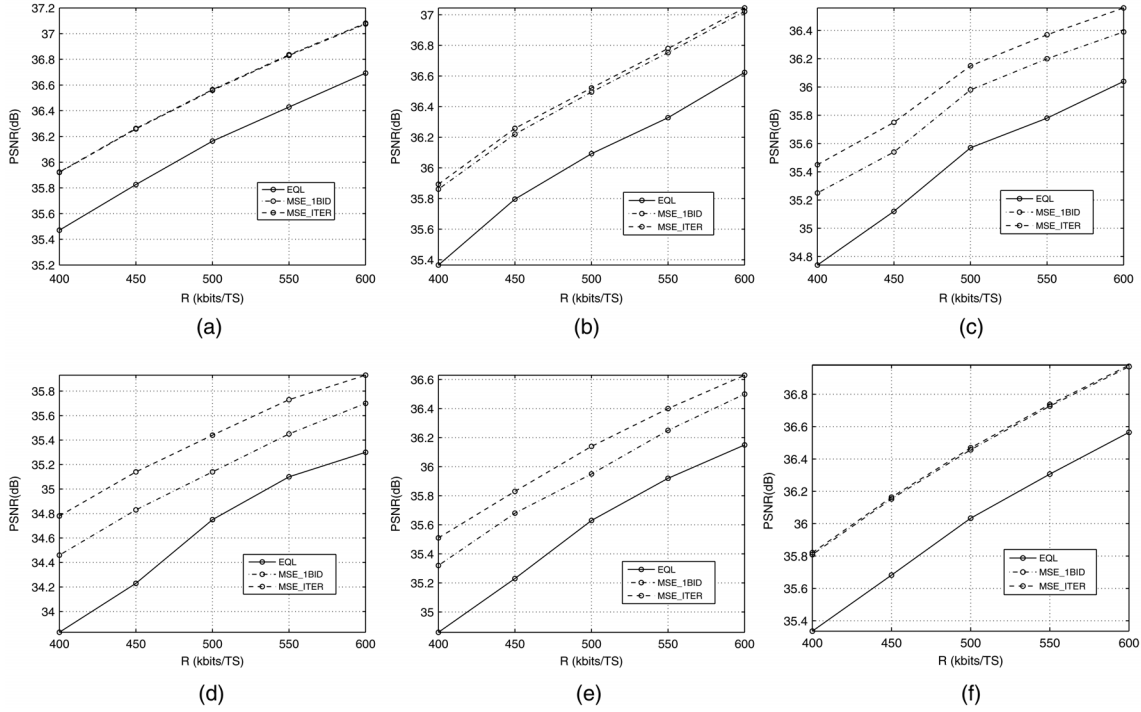 37.2
37
36.8
36.6
36.4
36.2
36
35.8
35.6
35.4
35.2
PSNR(dB)
EQL
MSE_1BID
MSE_ITER
400 450 500 550 600
R (kbits/TS)
(a)
37
36.8
36.6
36.4
36.2
36
35.8
35.6
35.4
PSNR(dB)
EQL
MSE_1BID
MSE_ITER
400 450 500 550 600
R (kbits/TS)
(b)
36.4
36.2
36
35.8
35.6
35.4
35.2
35
34.8
PSNR(dB)
EQL
MSE_1BID
MSE_ITER
400 450 500 550 600
R (kbits/TS)
(c)
35.8
35.6
35.4
35.2
35
34.8
34.6
34.4
34.2
34
PSNR(dB)
EQL
MSE_1BID
MSE_ITER
400 450 500 550 600
R (kbits/TS)
(d)
36.6
36.4
36.2
36
35.8
35.6
35.4
35.2
35
PSNR(dB)
EQL
MSE_1BID
MSE_ITER
400 450 500 550 600
R (kbits/TS)
(e)
36.8
36.6
36.4
36.2
36
35.8
35.6
35.4
PSNR(dB)
EQL
MSE_1BID
MSE_ITER
400 450 500 550 600
R (kbits/TS)
(f)